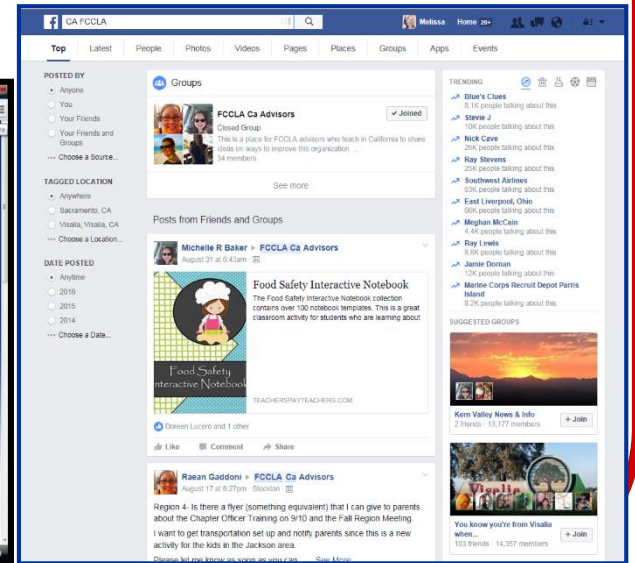 CA FCCLA
Melissa Home 20+
Top Latest People Photos Videos Pages Places Groups Apps Events
POSTED BY
Anyone
You
Your Friends
Your Friends and
Groups
Choose a Source...
TAGGED LOCATION
Anywhere
Sacramento, CA
Visalia, Visalia, CA
Choose a Location...
DATE POSTED
Anytime
2016
2015
2014
Choose a Date...
Groups
FCCLA Ca Advisors
Joined
Closed Group
This is a place for FCCLA advisors who teach in California to share
ideas on ways to improve this organization. ...
34 members
See more
Posts from Friends and Groups
Michelle R Baker ▸ FCCLA Ca Advisors
August 31 at 6:43am
Food Safety Interactive Notebook
The Food Safety Interactive Notebook collection
contains over 100 notebook templates. This is a great
classroom activity for students who are learning about
TEACHERSPAYTEACHERS.COM
Food Safety
Interactive Notebook
Doreen Lucero and 1 other
Like Comment Share
Raean Gaddoni ▸ FCCLA Ca Advisors
August 17 at 6:27pm · Stockton
Region 4- Is there a flyer (something equivalent) that I can give to parents
about the Chapter Officer Training on 9/10 and the Fall Region Meeting.
I want to get transportation set up and notify parents since this is a new
activity for the kids in the Jackson area.
Please let me know as soon as you can. ... See More
TRENDING
Blue's Clues
8.1K people talking about this
Stevie J
10K people talking about this
Nick Cave
26K people talking about this
Ray Stevens
25K people talking about this
Southwest Airlines
63K people talking about this
East Liverpool, Ohio
66K people talking about this
Meghan McCain
4.4K people talking about this
Ray Lewis
8.8K people talking about this
Jamie Dornan
12K people talking about this
Marine Corps Recruit Depot Parris
Island
8.2K people talking about this
SUGGESTED GROUPS
Kern Valley News & Info
2 friends · 13,177 members
+ Join
Visalia
You know you're from Visalia
when...
103 friends · 14,357 members
+ Join